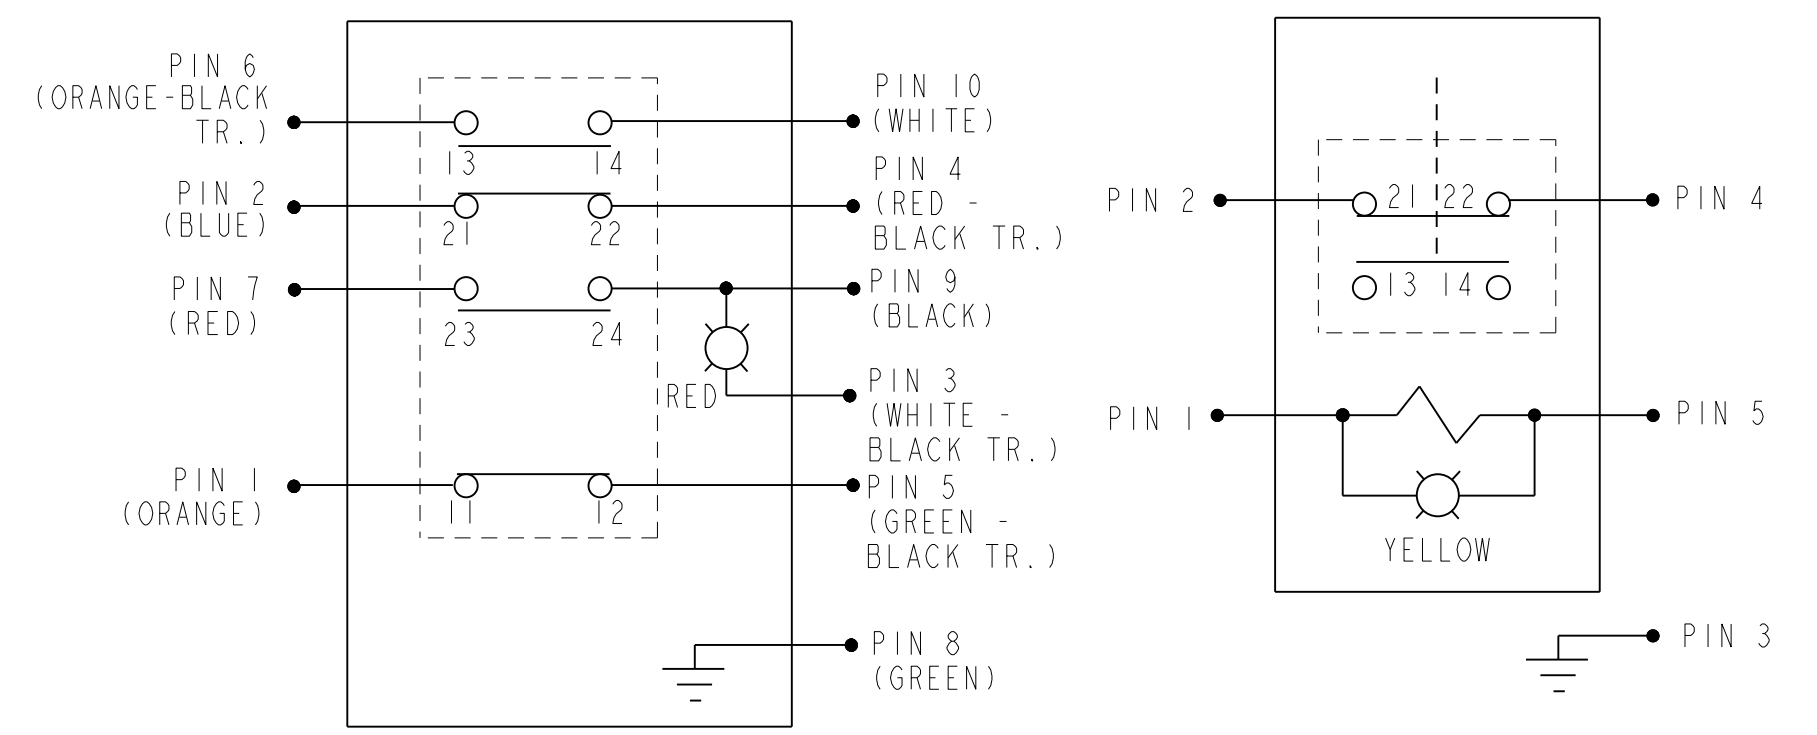 PIN 6
(ORANGE-BLACK
TR.)
PIN 10
(WHITE)
13 14
PIN 2
(BLUE)
PIN 4
(RED -
BLACK TR.)
21 22
PIN 7
(RED)
PIN 9
(BLACK)
23 24
RED
PIN 3
(WHITE -
BLACK TR.)
PIN 1
(ORANGE)
PIN 5
(GREEN -
BLACK TR.)
11 12
PIN 8
(GREEN)
PIN 2
21 22
PIN 4
13 14
PIN 1
PIN 5
YELLOW
PIN 3